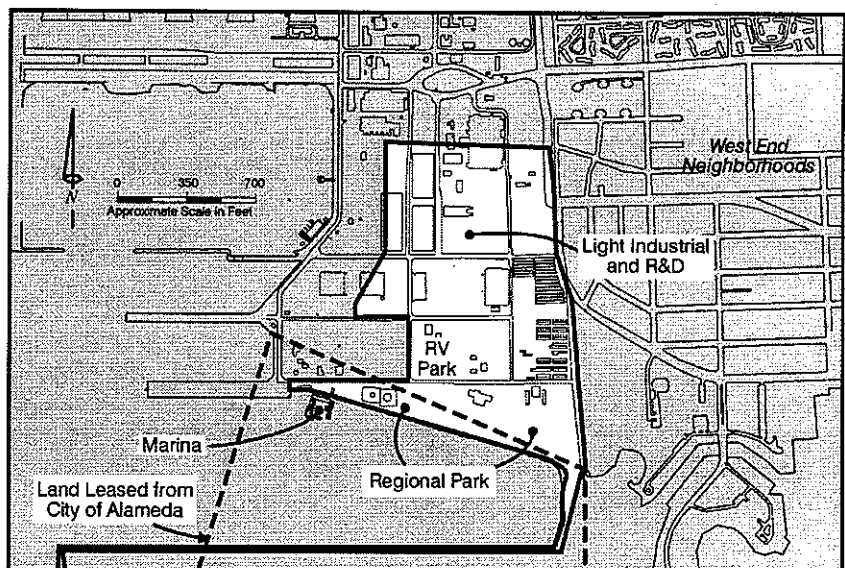 West End
Neighborhoods
0 350 700
Approximate Scale in Feet
N
Light Industrial
and R&D
RV
Park
Marina
Regional Park
Land Leased from
City of Alameda